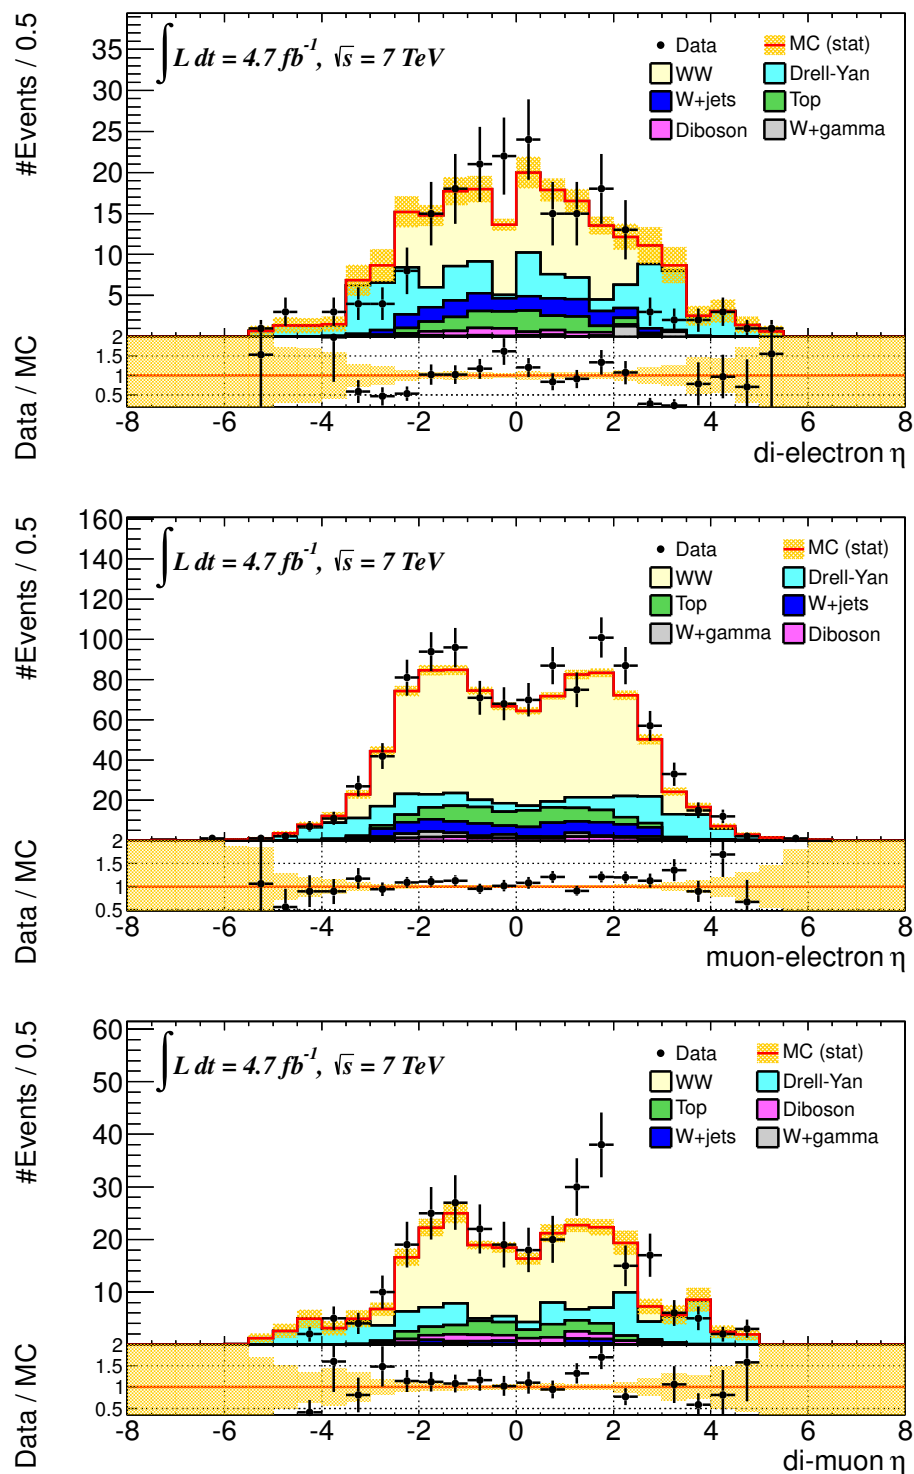 #Events / 0.5
∫ L dt = 4.7 fb⁻¹, √s = 7 TeV
Data
MC (stat)
WW
Drell-Yan
W+jets
Top
Diboson
W+gamma
35
30
25
20
15
10
5
Data / MC
2
1.5
1
0.5
-8 -6 -4 -2 0 2 4 6 8
di-electron η
#Events / 0.5
∫ L dt = 4.7 fb⁻¹, √s = 7 TeV
Data
MC (stat)
WW
Drell-Yan
Top
W+jets
W+gamma
Diboson
160
140
120
100
80
60
40
20
Data / MC
2
1.5
1
0.5
-8 -6 -4 -2 0 2 4 6 8
muon-electron η
#Events / 0.5
∫ L dt = 4.7 fb⁻¹, √s = 7 TeV
Data
MC (stat)
WW
Drell-Yan
Top
Diboson
W+jets
W+gamma
60
50
40
30
20
10
Data / MC
2
1.5
1
0.5
-8 -6 -4 -2 0 2 4 6 8
di-muon η